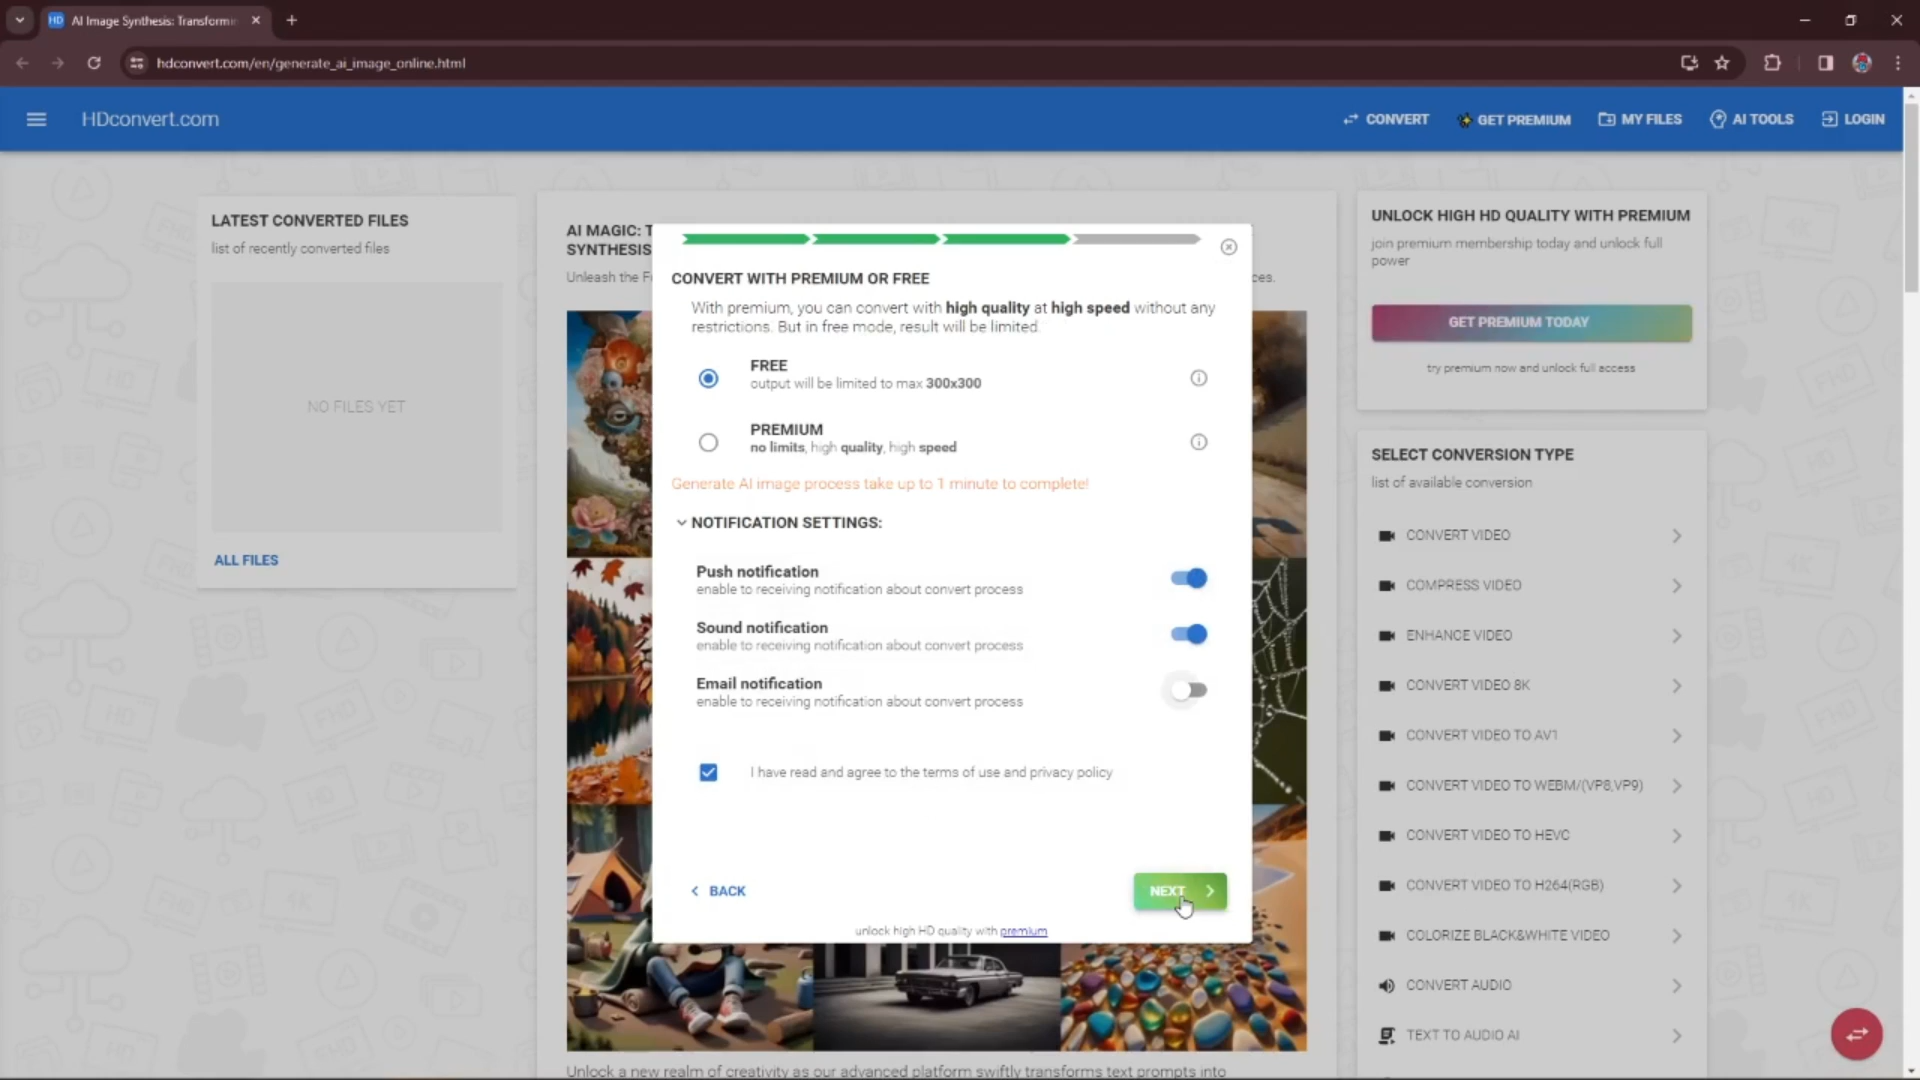 AI Image Synthesis: Transformin
hdconvert.com/en/generate_ai_image_online.html
HDconvert.com
CONVERT
GET PREMIUM
MY FILES
AI TOOLS
LOGIN
LATEST CONVERTED FILES
list of recently converted files
NO FILES YET
ALL FILES
AI MAGIC: T
SYNTHESIS
Unleash the F
ces.
CONVERT WITH PREMIUM OR FREE
With premium, you can convert with high quality at high speed without any
restrictions. But in free mode, result will be limited.
FREE
output will be limited to max 300x300
PREMIUM
no limits, high quality, high speed
Generate AI image process take up to 1 minute to complete!
NOTIFICATION SETTINGS:
Push notification
enable to receiving notification about convert process
Sound notification
enable to receiving notification about convert process
Email notification
enable to receiving notification about convert process
I have read and agree to the terms of use and privacy policy
BACK
NEXT
unlock high HD quality with premium
Unlock a new realm of creativity as our advanced platform swiftly transforms text prompts into
UNLOCK HIGH HD QUALITY WITH PREMIUM
join premium membership today and unlock full
power
GET PREMIUM TODAY
try premium now and unlock full access
SELECT CONVERSION TYPE
list of available conversion
CONVERT VIDEO
COMPRESS VIDEO
ENHANCE VIDEO
CONVERT VIDEO 8K
CONVERT VIDEO TO AV1
CONVERT VIDEO TO WEBM/(VP8,VP9)
CONVERT VIDEO TO HEVC
CONVERT VIDEO TO H264(RGB)
COLORIZE BLACK&WHITE VIDEO
CONVERT AUDIO
TEXT TO AUDIO AI